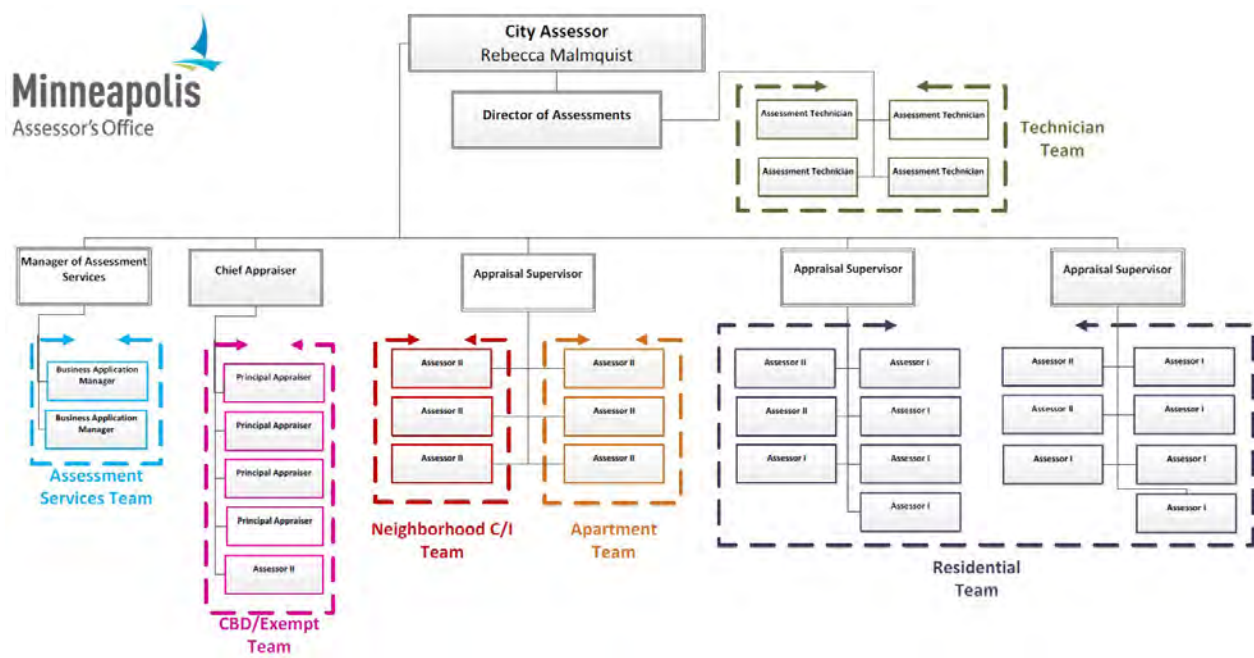 Minneapolis
Assessor's Office
City Assessor
Rebecca Malmquist
Director of Assessments
Assessment Technician
Assessment Technician
Assessment Technician
Assessment Technician
Technician
Team
Manager of Assessment
Services
Chief Appraiser
Appraisal Supervisor
Appraisal Supervisor
Appraisal Supervisor
Business Application
Manager
Business Application
Manager
Assessment
Services Team
Principal Appraiser
Principal Appraiser
Principal Appraiser
Principal Appraiser
Assessor II
CBD/Exempt
Team
Assessor II
Assessor II
Assessor II
Neighborhood C/I
Team
Assessor II
Assessor II
Assessor II
Apartment
Team
Assessor II
Assessor i
Assessor II
Assessor I
Assessor i
Assessor I
Assessor I
Assessor II
Assessor I
Assessor II
Assessor i
Assessor I
Assessor I
Assessor I
Residential
Team